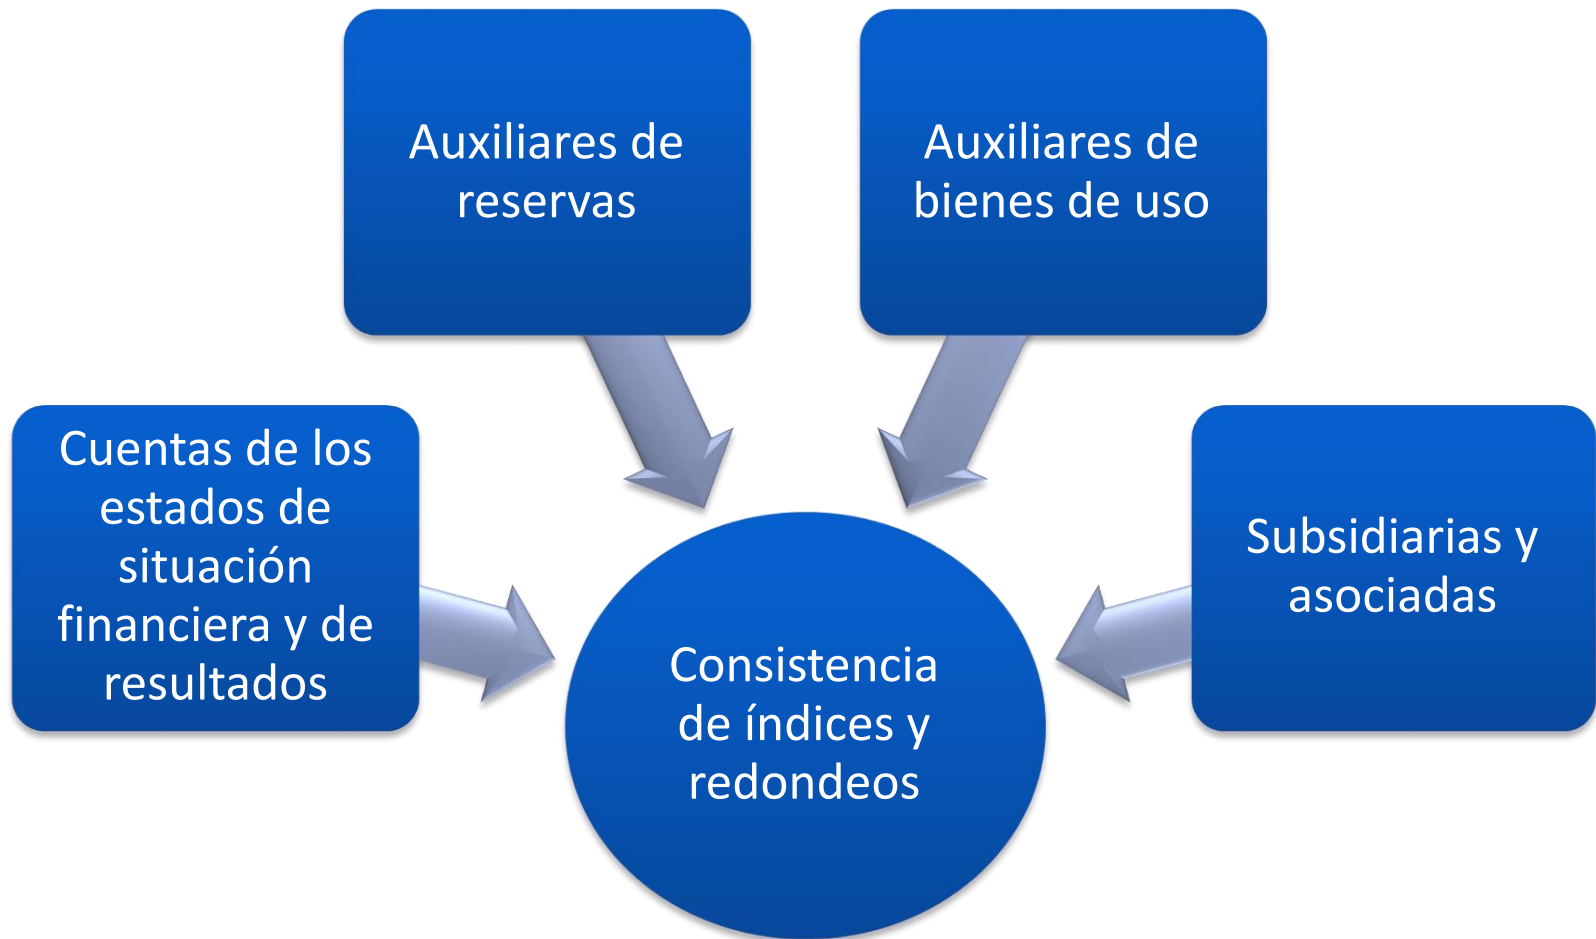 Auxiliares de
reservas
Auxiliares de
bienes de uso
Cuentas de los
estados de
situación
financiera y de
resultados
Subsidiarias y
asociadas
Consistencia
de índices y
redondeos